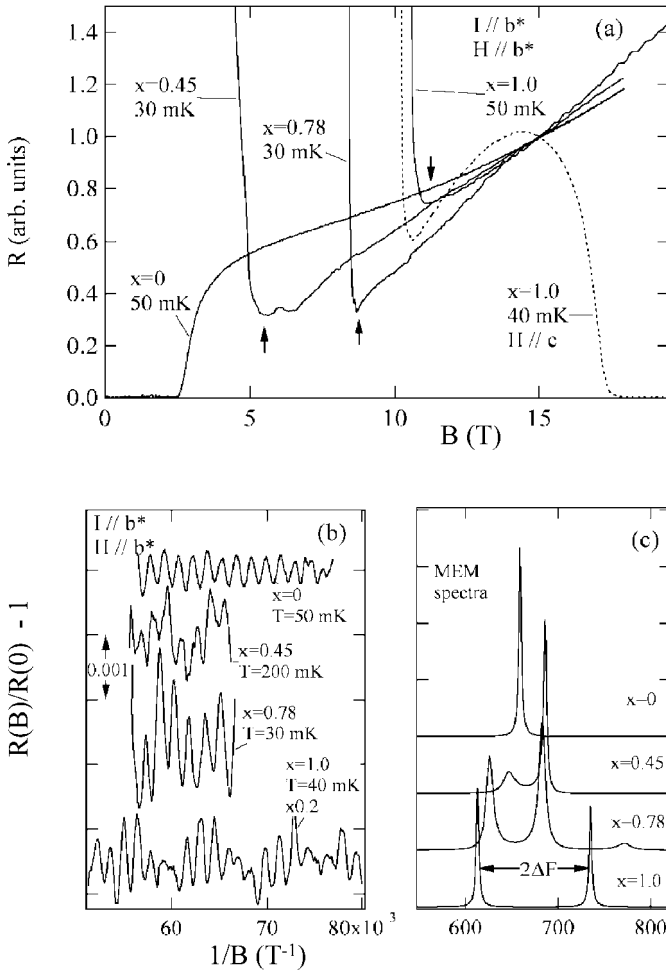 1.4
1.2
1.0
0.8
0.6
0.4
0.2
0.0
R (arb. units)
I // b*
H // b*
(a)
x=0.45
30 mK
x=0.78
30 mK
x=1.0
50 mK
x=0
50 mK
x=1.0
40 mK
H // c
0
5
10
15
B (T)
I // b*
H // b*
(b)
x=0
T=50 mK
0.001
x=0.45
T=200 mK
x=0.78
T=30 mK
x=1.0
T=40 mK
x0.2
R(B)/R(0) - 1
60
70
80x10⁻³
1/B (T⁻¹)
(c)
MEM
spectra
x=0
x=0.45
x=0.78
2ΔF
x=1.0
600
700
800